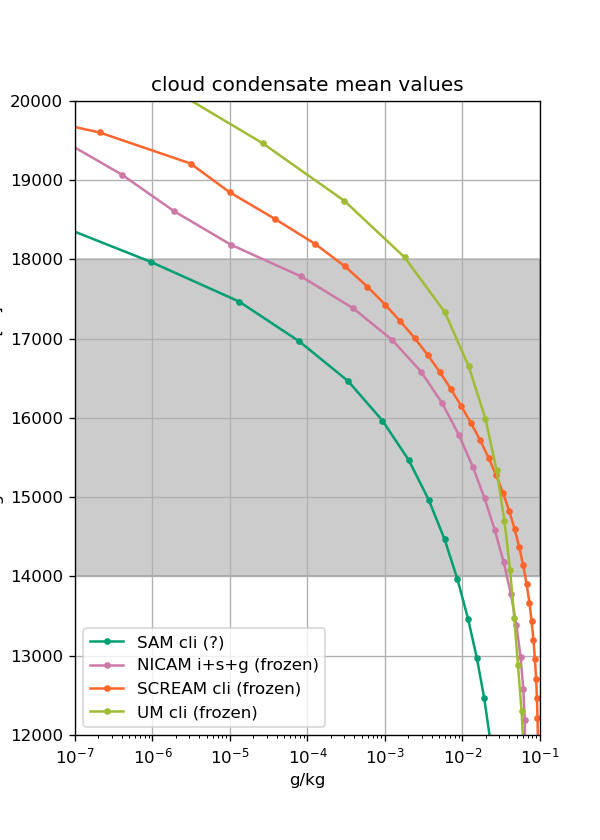 cloud condensate mean values
20000
19000
18000
17000
16000
15000
14000
13000
12000
SAM cli (?)
NICAM i+s+g (frozen)
SCREAM cli (frozen)
UM cli (frozen)
10⁻⁷ 10⁻⁶ 10⁻⁵ 10⁻⁴ 10⁻³ 10⁻² 10⁻¹
g/kg